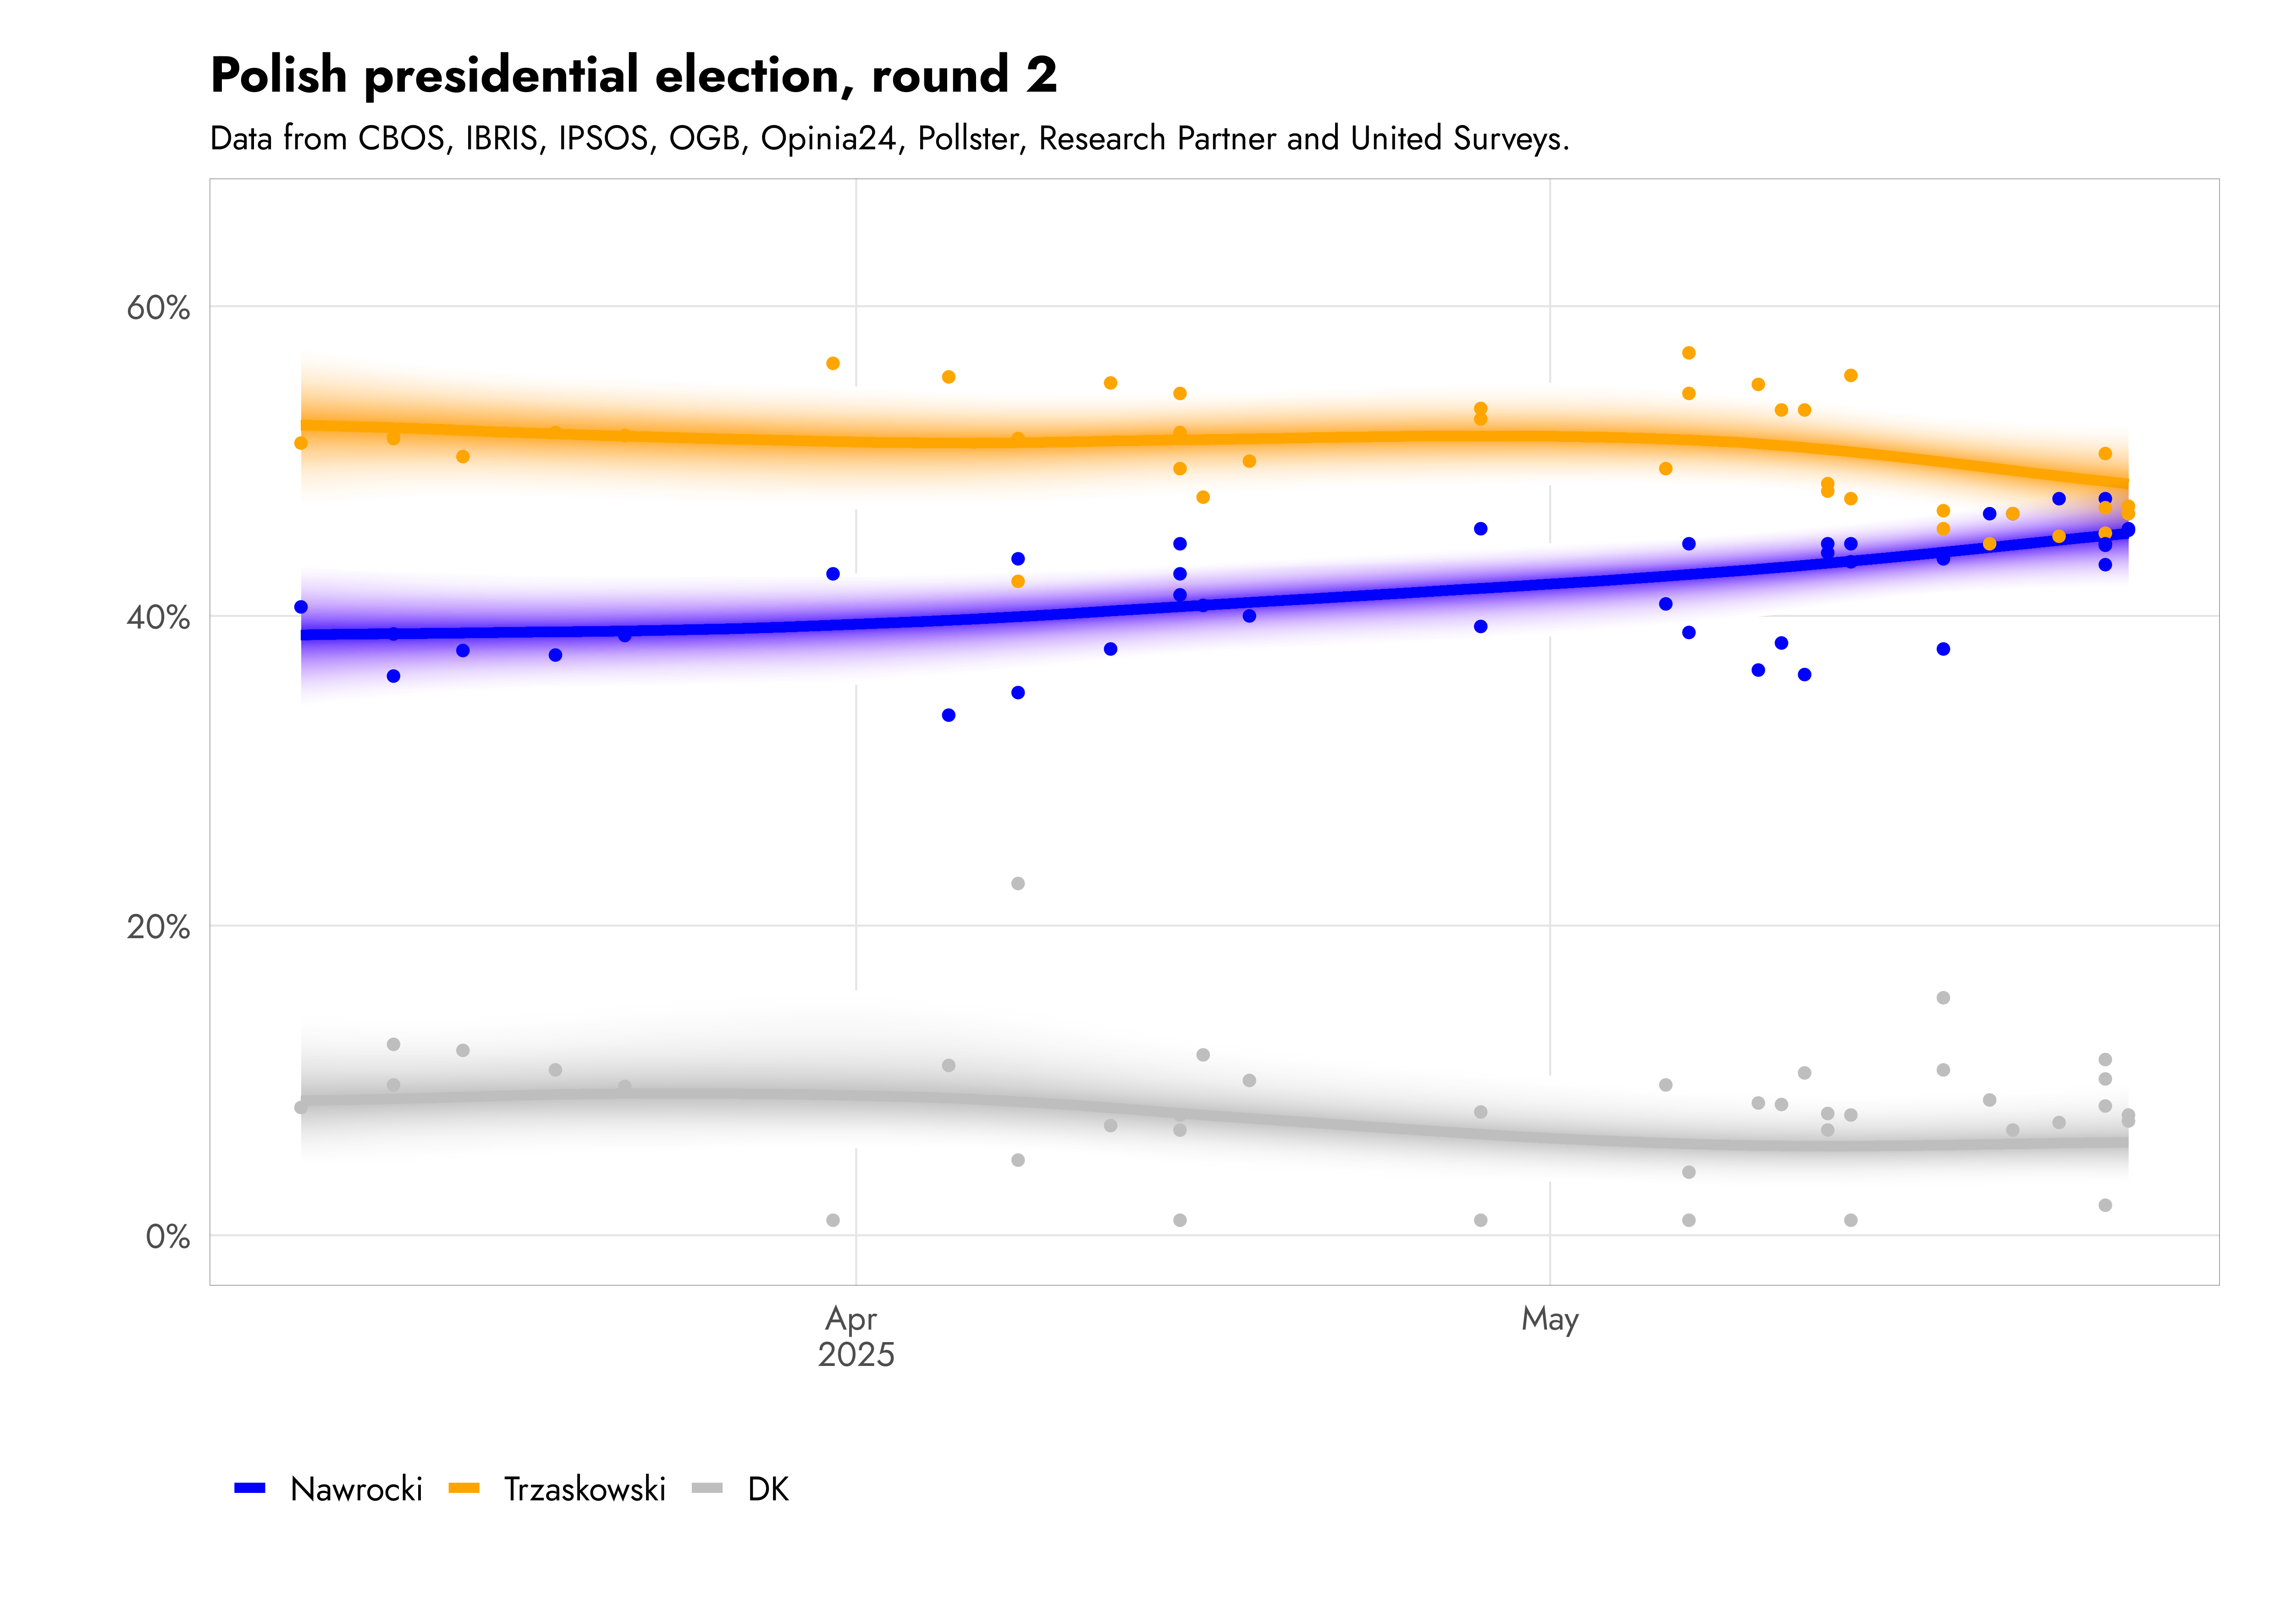 Polish presidential election, round 2
Data from CBOS, IBRIS, IPSOS, OGB, Opinia24, Pollster, Research Partner and United Surveys.
60%
40%
20%
0%
Apr
2025
May
Nawrocki
Trzaskowski
DK